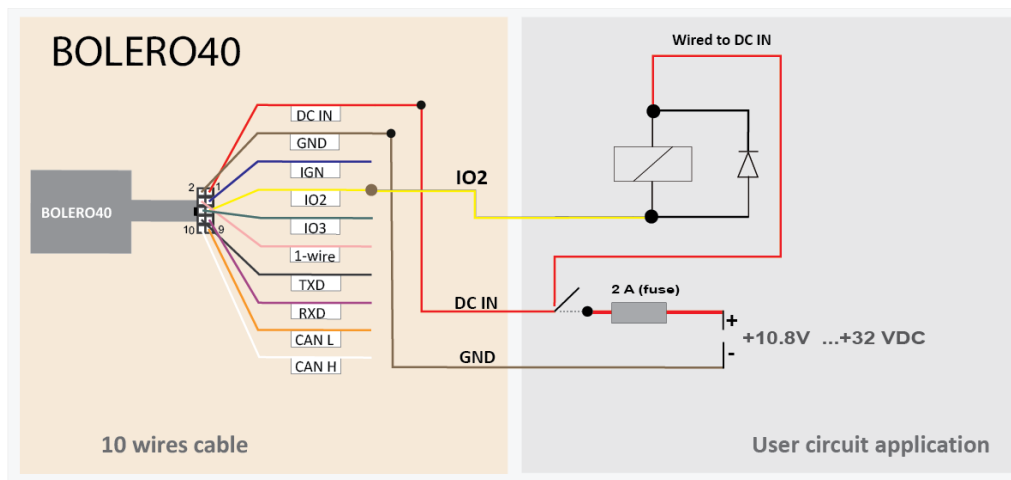 BOLERO40
Wired to DC IN
DC IN
GND
IGN
IO2
IO2
IO3
1-wire
TXD
RXD
CAN L
CAN H
2 1
10 9
BOLERO40
DC IN
2 A (fuse)
+
+10.8V ...+32 VDC
-
GND
10 wires cable
User circuit application